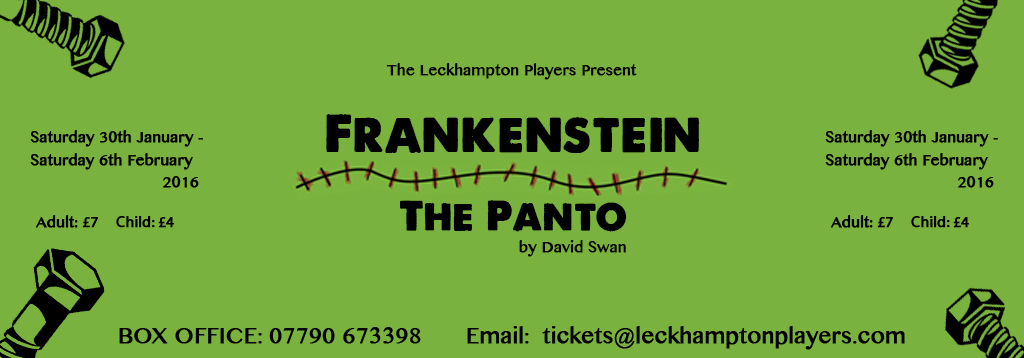 The Leckhampton Players Present
FRANKENSTEIN
THE PANTO
by David Swan
Saturday 30th January -
Saturday 6th February
2016
Adult: £7 Child: £4
Saturday 30th January -
Saturday 6th February
2016
Adult: £7 Child: £4
BOX OFFICE: 07790 673398 Email: tickets@leckhamptonplayers.com